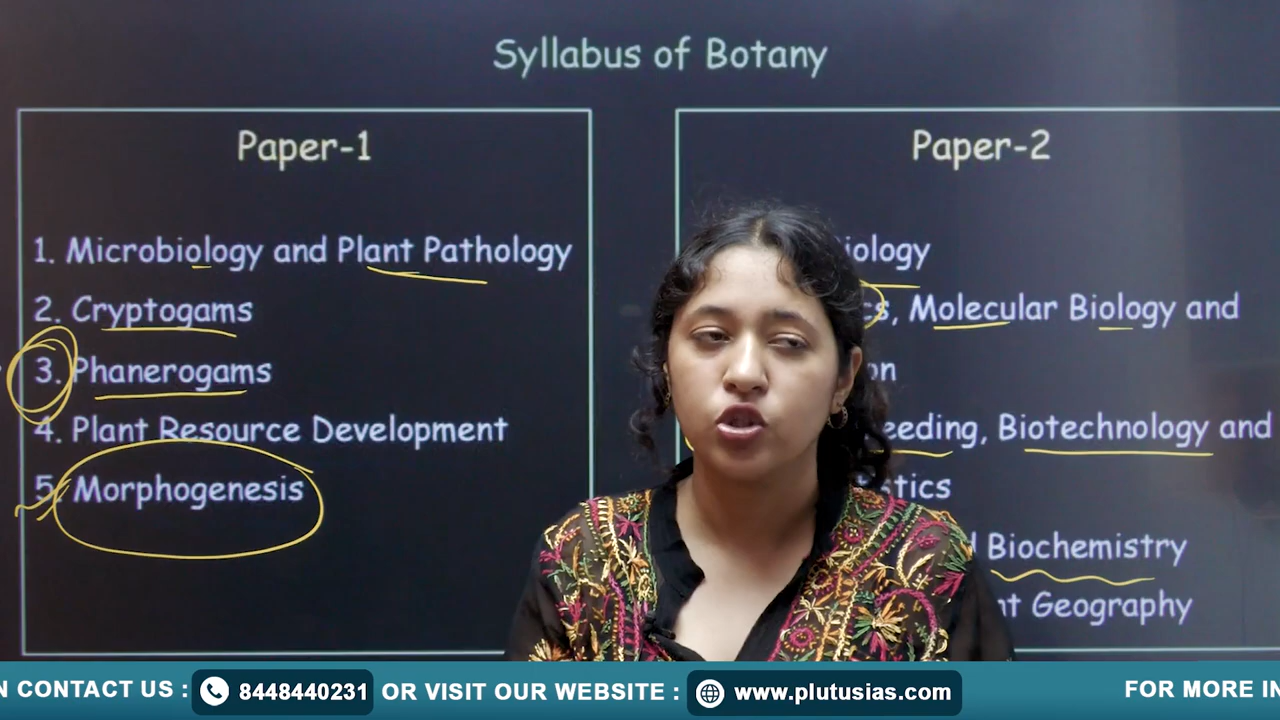 Syllabus of Botany
Paper-1
1. Microbiology and Plant Pathology
2. Cryptogams
3. Phanerogams
4. Plant Resource Development
5. Morphogenesis
Paper-2
iology
cs, Molecular Biology and
on
eeding, Biotechnology and
stics
Biochemistry
nt Geography
N CONTACT US : 8448440231 OR VISIT OUR WEBSITE : www.plutusias.com FOR MORE IN